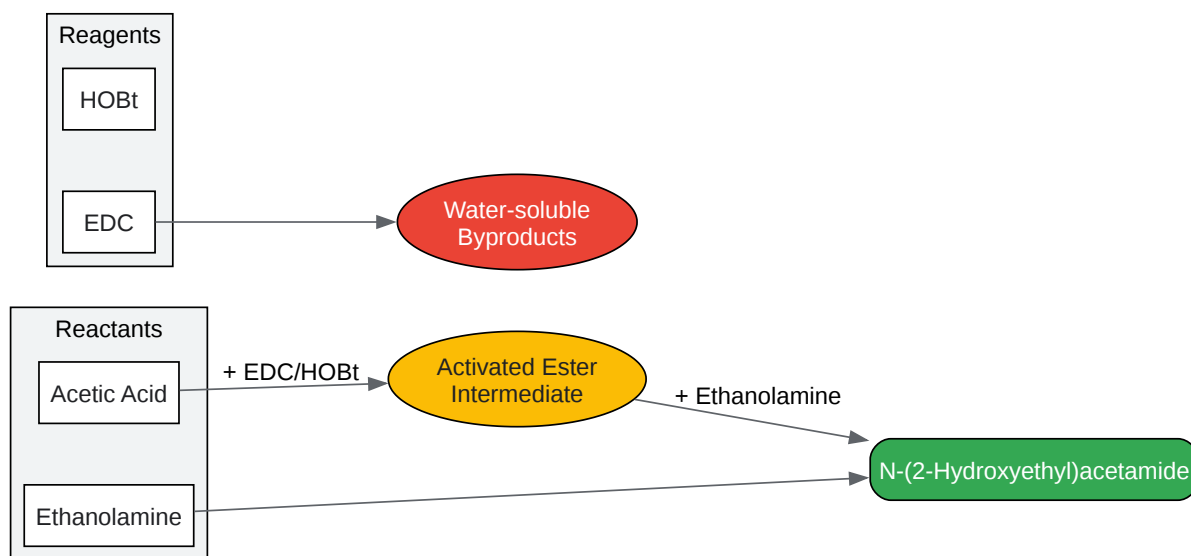 Reagents
HOBt
EDC
Water-soluble
Byproducts
Reactants
Acetic Acid
+ EDC/HOBt
Activated Ester
Intermediate
+ Ethanolamine
N-(2-Hydroxyethyl)acetamide
Ethanolamine